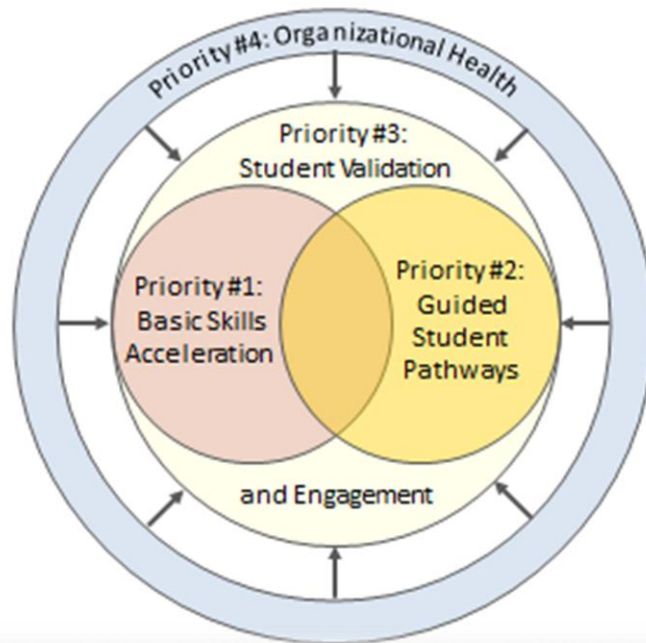 Priority #4: Organizational Health
Priority #3:
Student Validation
Priority #1:
Basic Skills
Acceleration
Priority #2:
Guided
Student
Pathways
and Engagement